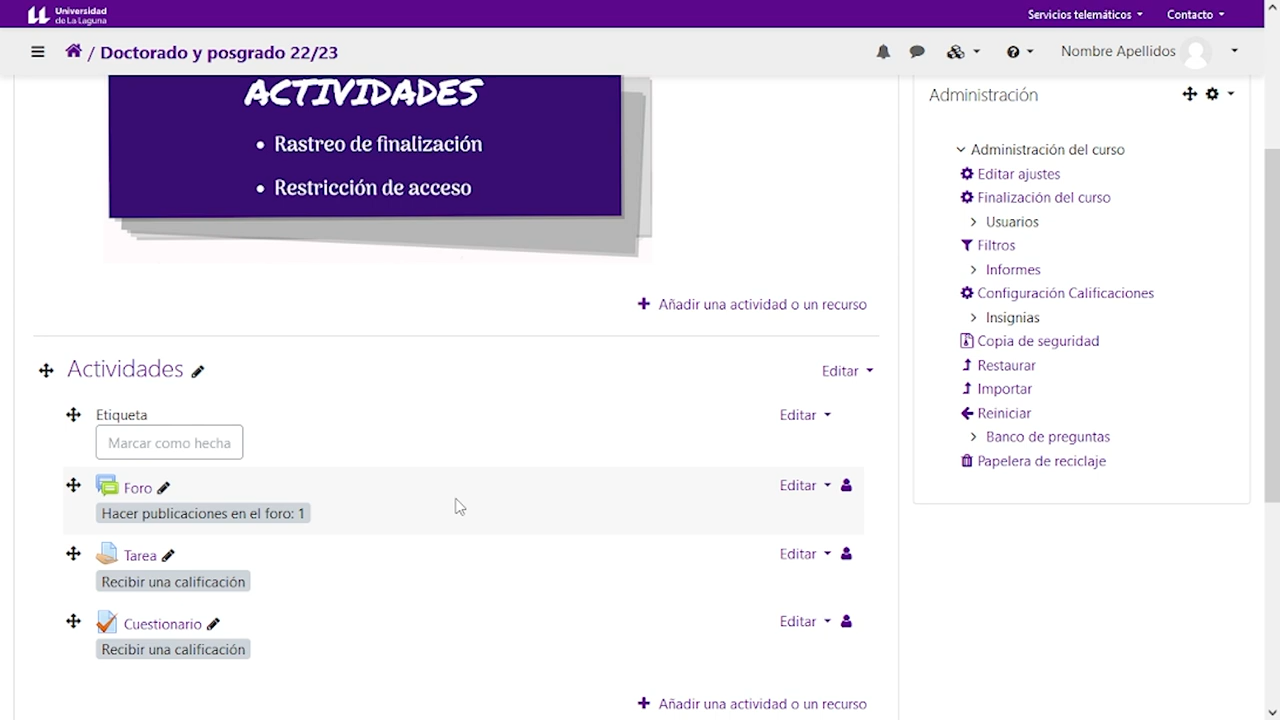 Universidad
de La Laguna
Servicios telemáticos
Contacto
/ Doctorado y posgrado 22/23
Nombre Apellidos
ACTIVIDADES
• Rastreo de finalización
• Restricción de acceso
Añadir una actividad o un recurso
Actividades
Editar
Etiqueta
Editar
Marcar como hecha
Foro
Editar
Hacer publicaciones en el foro: 1
Tarea
Editar
Recibir una calificación
Cuestionario
Editar
Recibir una calificación
Añadir una actividad o un recurso
Administración
Administración del curso
Editar ajustes
Finalización del curso
Usuarios
Filtros
Informes
Configuración Calificaciones
Insignias
Copia de seguridad
Restaurar
Importar
Reiniciar
Banco de preguntas
Papelera de reciclaje